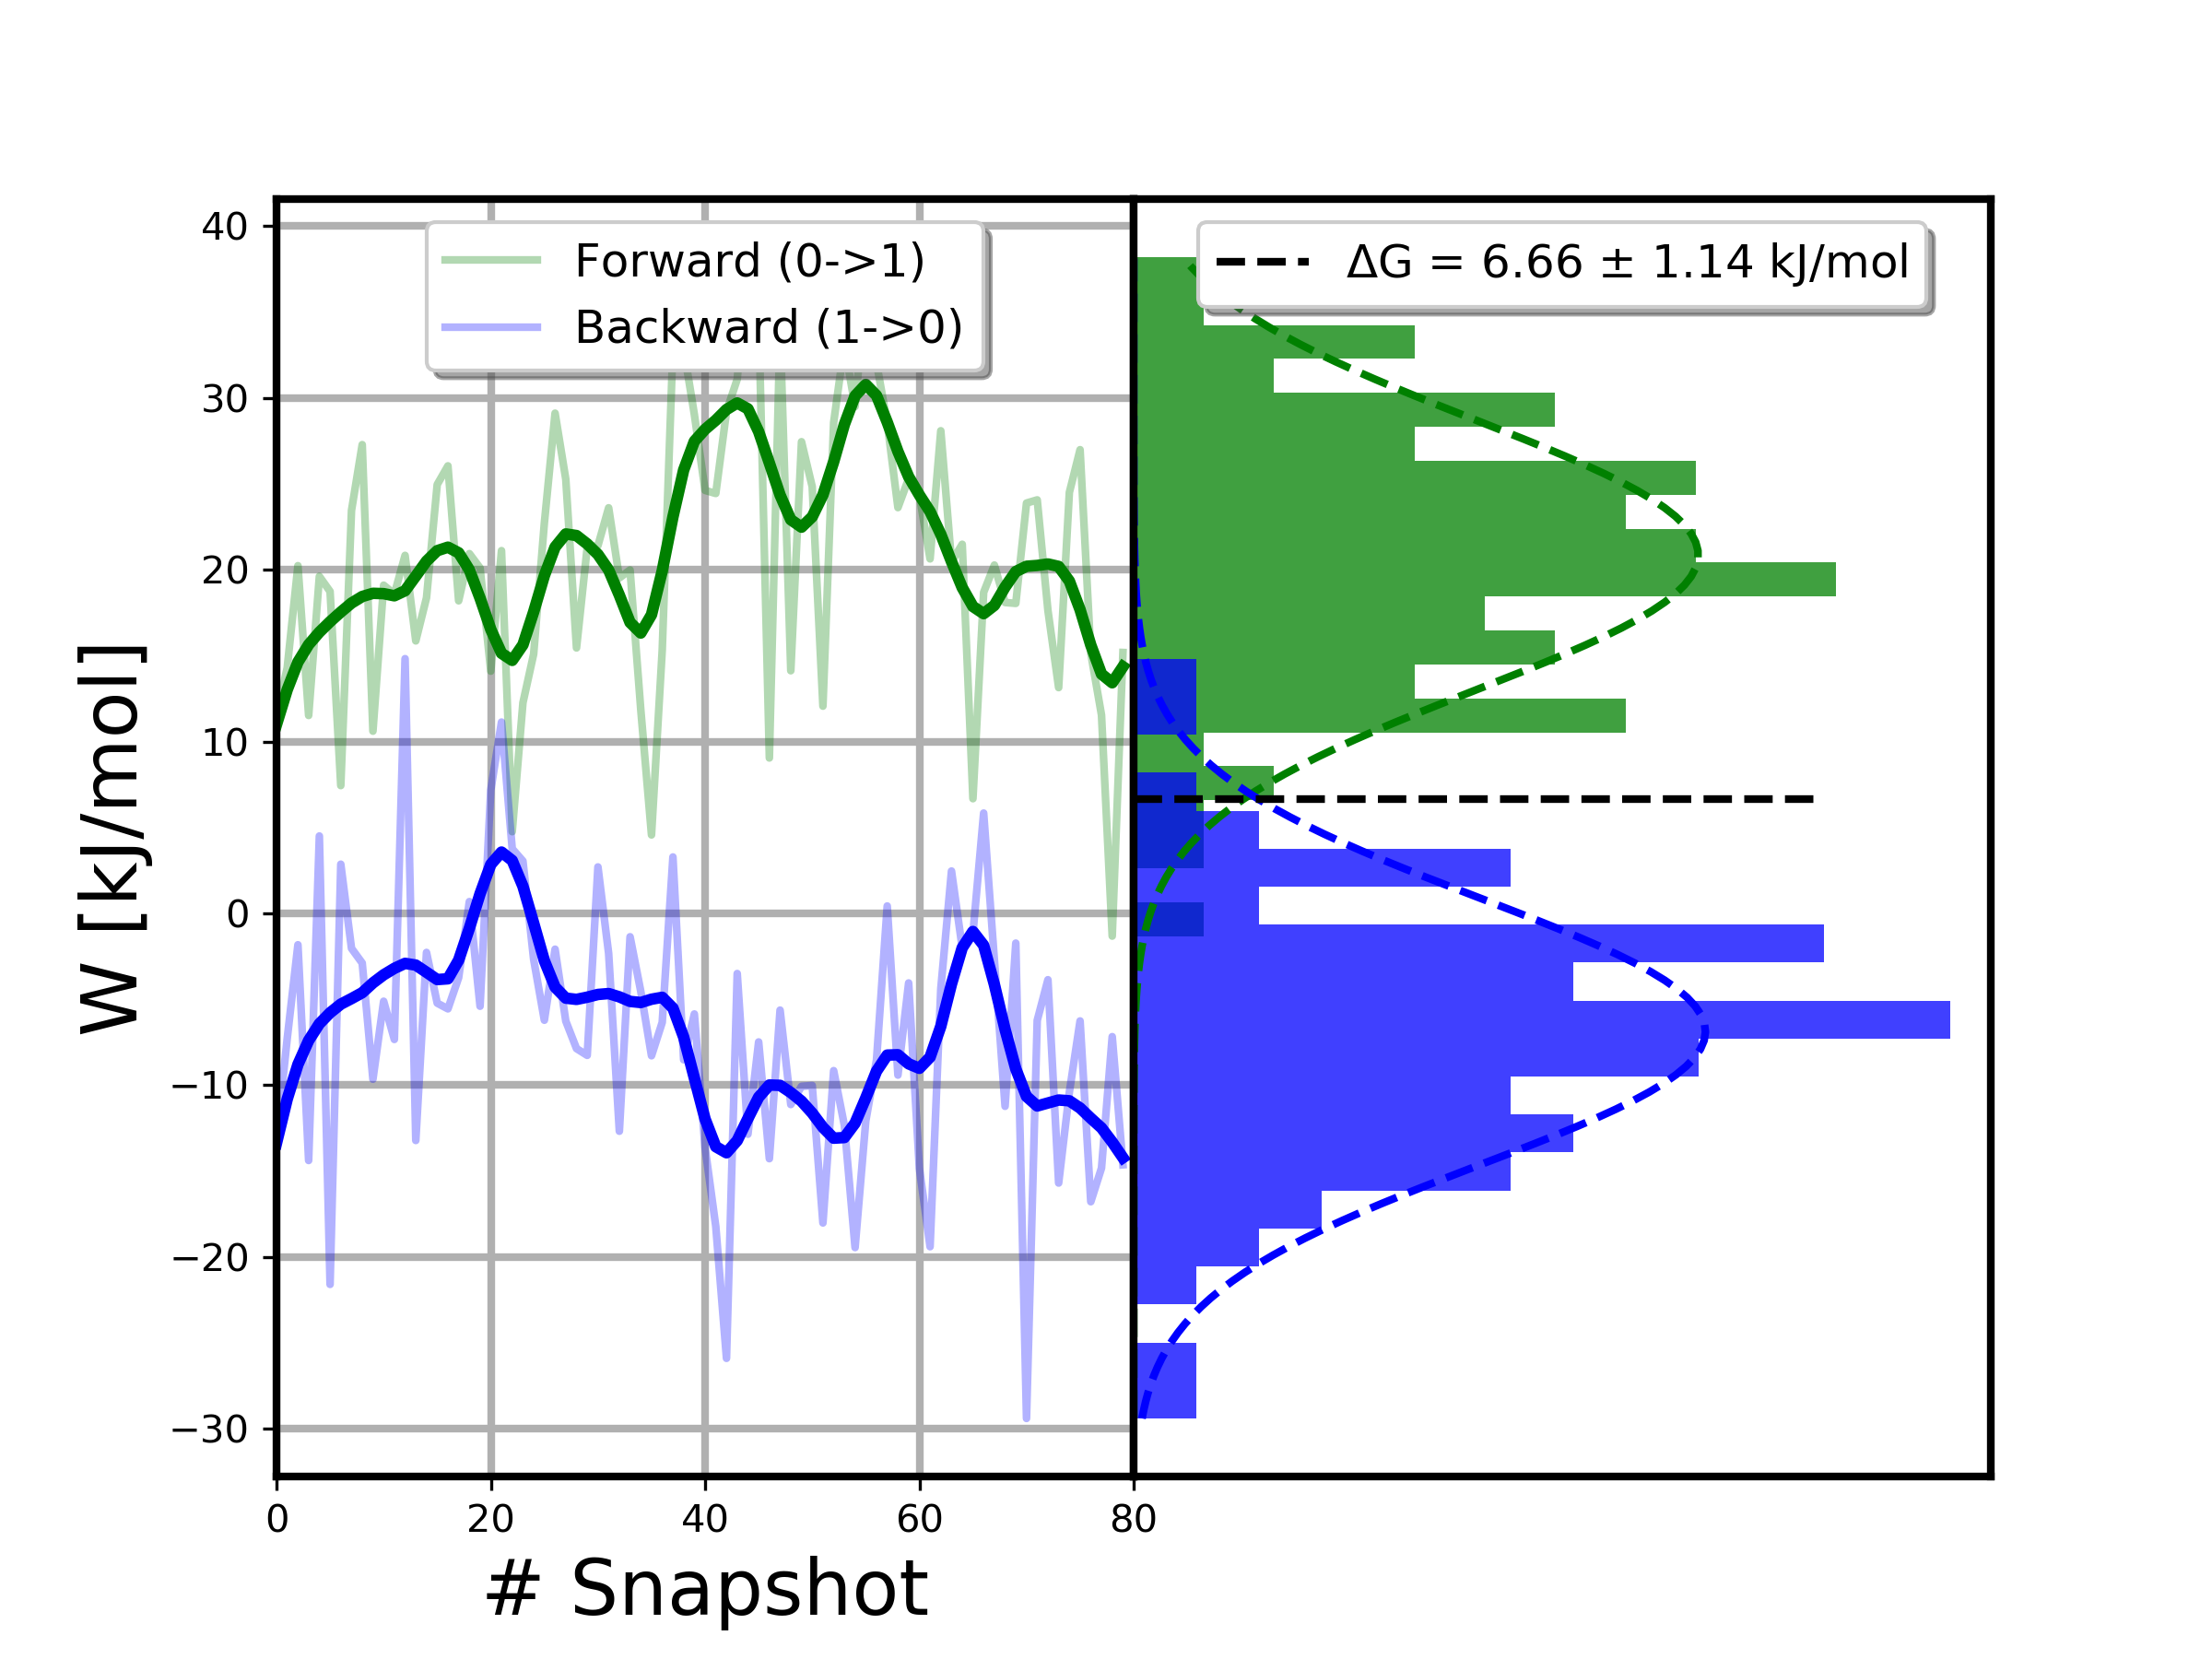 Forward (0->1)
Backward (1->0)
ΔG = 6.66 ± 1.14 kJ/mol
W [kJ/mol]
40
30
20
10
0
−10
−20
−30
0 20 40 60 80
# Snapshot